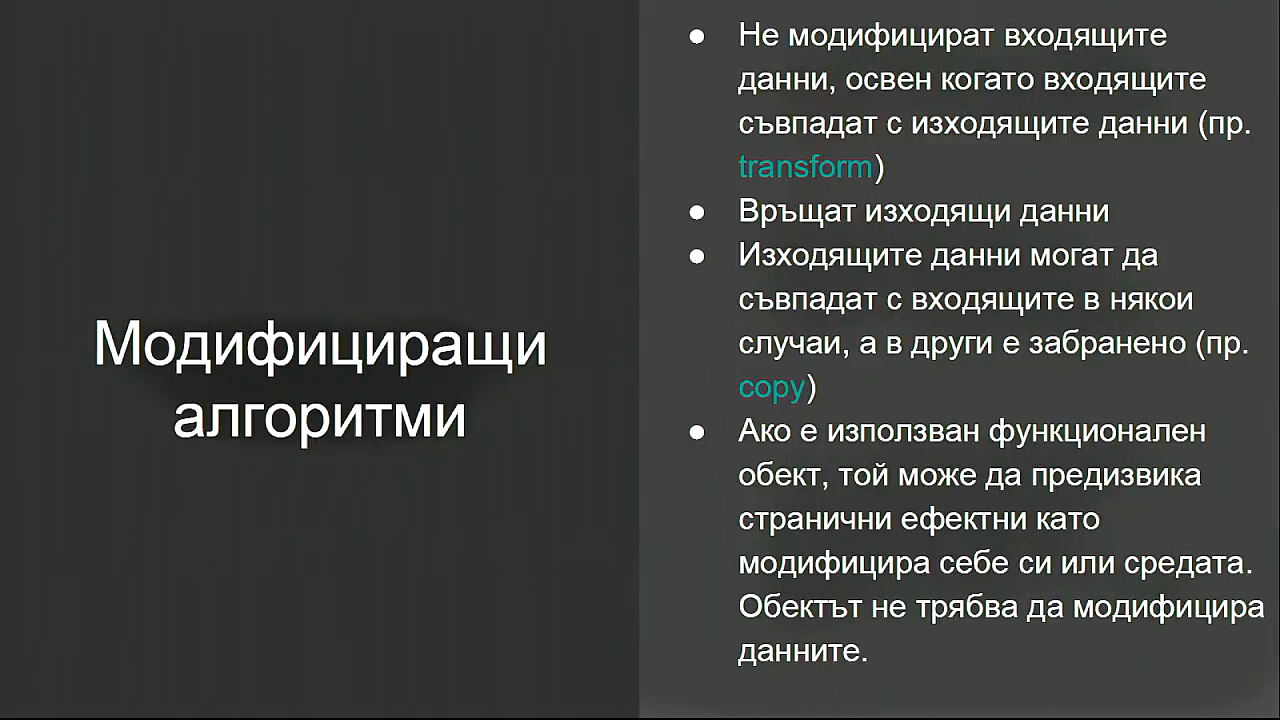 Модифициращи
алгоритми
● Не модифицират входящите
данни, освен когато входящите
съвпадат с изходящите данни (пр.
transform)
● Връщат изходящи данни
● Изходящите данни могат да
съвпадат с входящите в някои
случаи, а в други е забранено (пр.
copy)
● Ако е използван функционален
обект, той може да предизвика
странични ефектни като
модифицира себе си или средата.
Обектът не трябва да модифицира
данните.